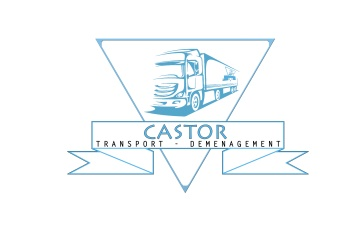 CASTOR
TRANSPORT - DEMENAGEMENT